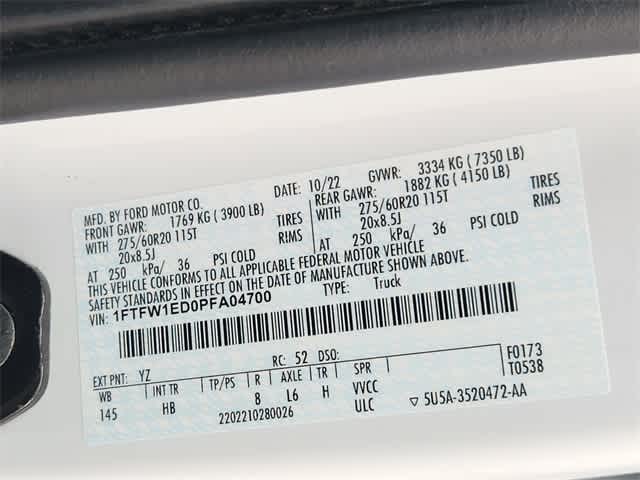 MFD. BY FORD MOTOR CO.
DATE: 10/22 GVWR: 3334 KG ( 7350 LB)
FRONT GAWR: 1769 KG ( 3900 LB) REAR GAWR: 1882 KG ( 4150 LB)
WITH 275/60R20 115T TIRES WITH 275/60R20 115T TIRES
20x8.5J RIMS 20x8.5J RIMS
AT 250 kPa/ 36 PSI COLD AT 250 kPa/ 36 PSI COLD
THIS VEHICLE CONFORMS TO ALL APPLICABLE FEDERAL MOTOR VEHICLE
SAFETY STANDARDS IN EFFECT ON THE DATE OF MANUFACTURE SHOWN ABOVE.
VIN: 1FTFW1ED0PFA04700 TYPE: Truck
EXT PNT: YZ RC: 52 DSO: F0173
WB INT TR TP/PS R AXLE TR SPR T0538
145 HB 8 L6 H VVCC
2202210280026 ULC ▽ 5U5A-3520472-AA